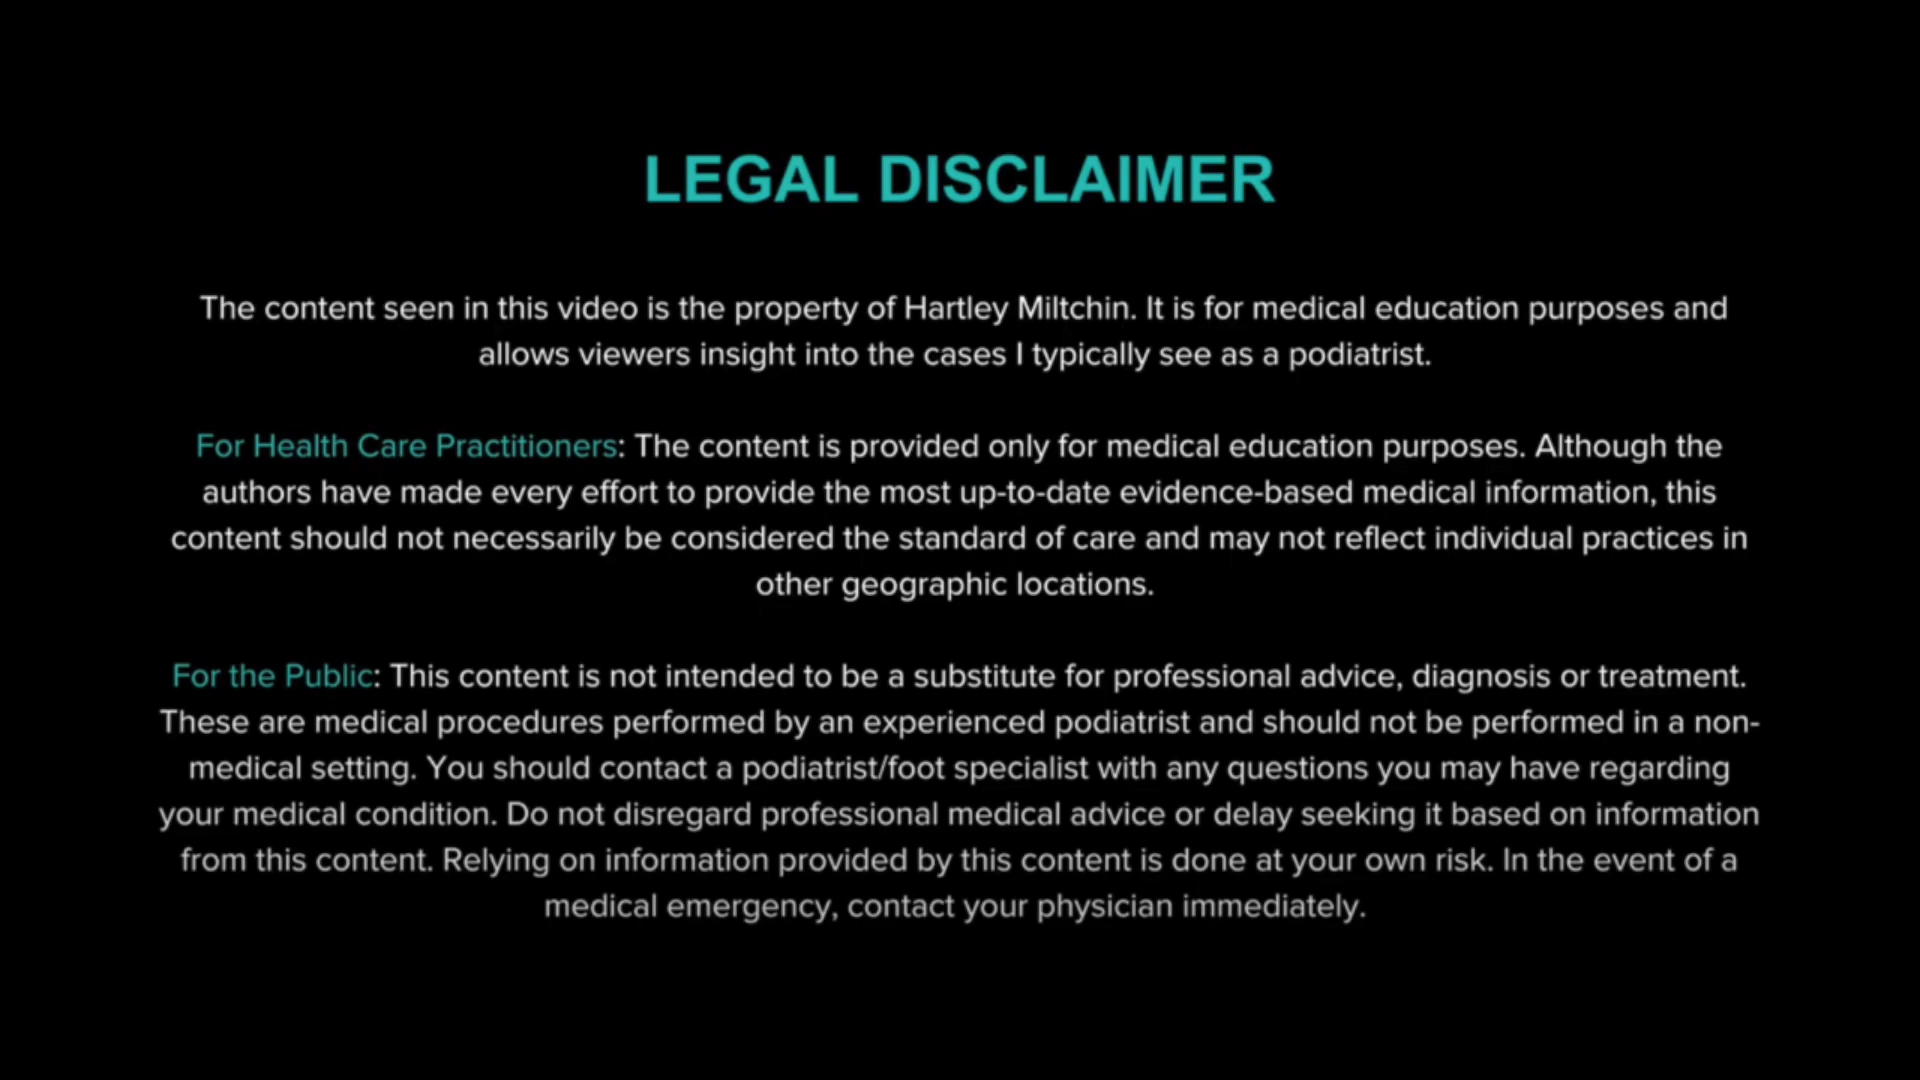 LEGAL DISCLAIMER
The content seen in this video is the property of Hartley Miltchin. It is for medical education purposes and
allows viewers insight into the cases I typically see as a podiatrist.
For Health Care Practitioners: The content is provided only for medical education purposes. Although the
authors have made every effort to provide the most up-to-date evidence-based medical information, this
content should not necessarily be considered the standard of care and may not reflect individual practices in
other geographic locations.
For the Public: This content is not intended to be a substitute for professional advice, diagnosis or treatment.
These are medical procedures performed by an experienced podiatrist and should not be performed in a non-
medical setting. You should contact a podiatrist/foot specialist with any questions you may have regarding
your medical condition. Do not disregard professional medical advice or delay seeking it based on information
from this content. Relying on information provided by this content is done at your own risk. In the event of a
medical emergency, contact your physician immediately.